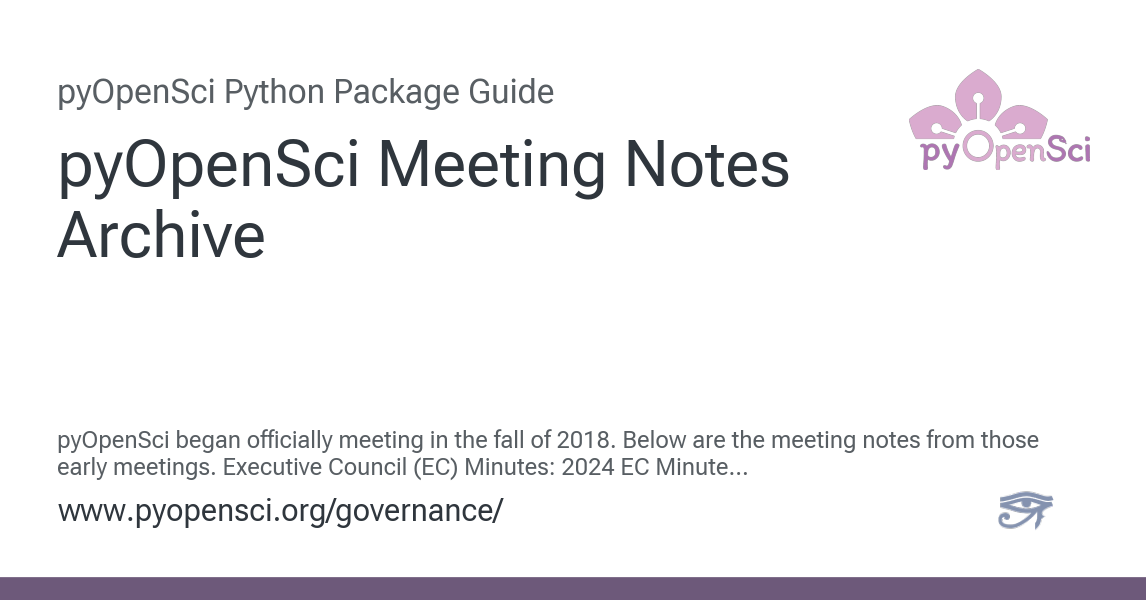 pyOpenSci Python Package Guide
pyOpenSci Meeting Notes
Archive
pyOpenSci
pyOpenSci began officially meeting in the fall of 2018. Below are the meeting notes from those
early meetings. Executive Council (EC) Minutes: 2024 EC Minute...
www.pyopensci.org/governance/